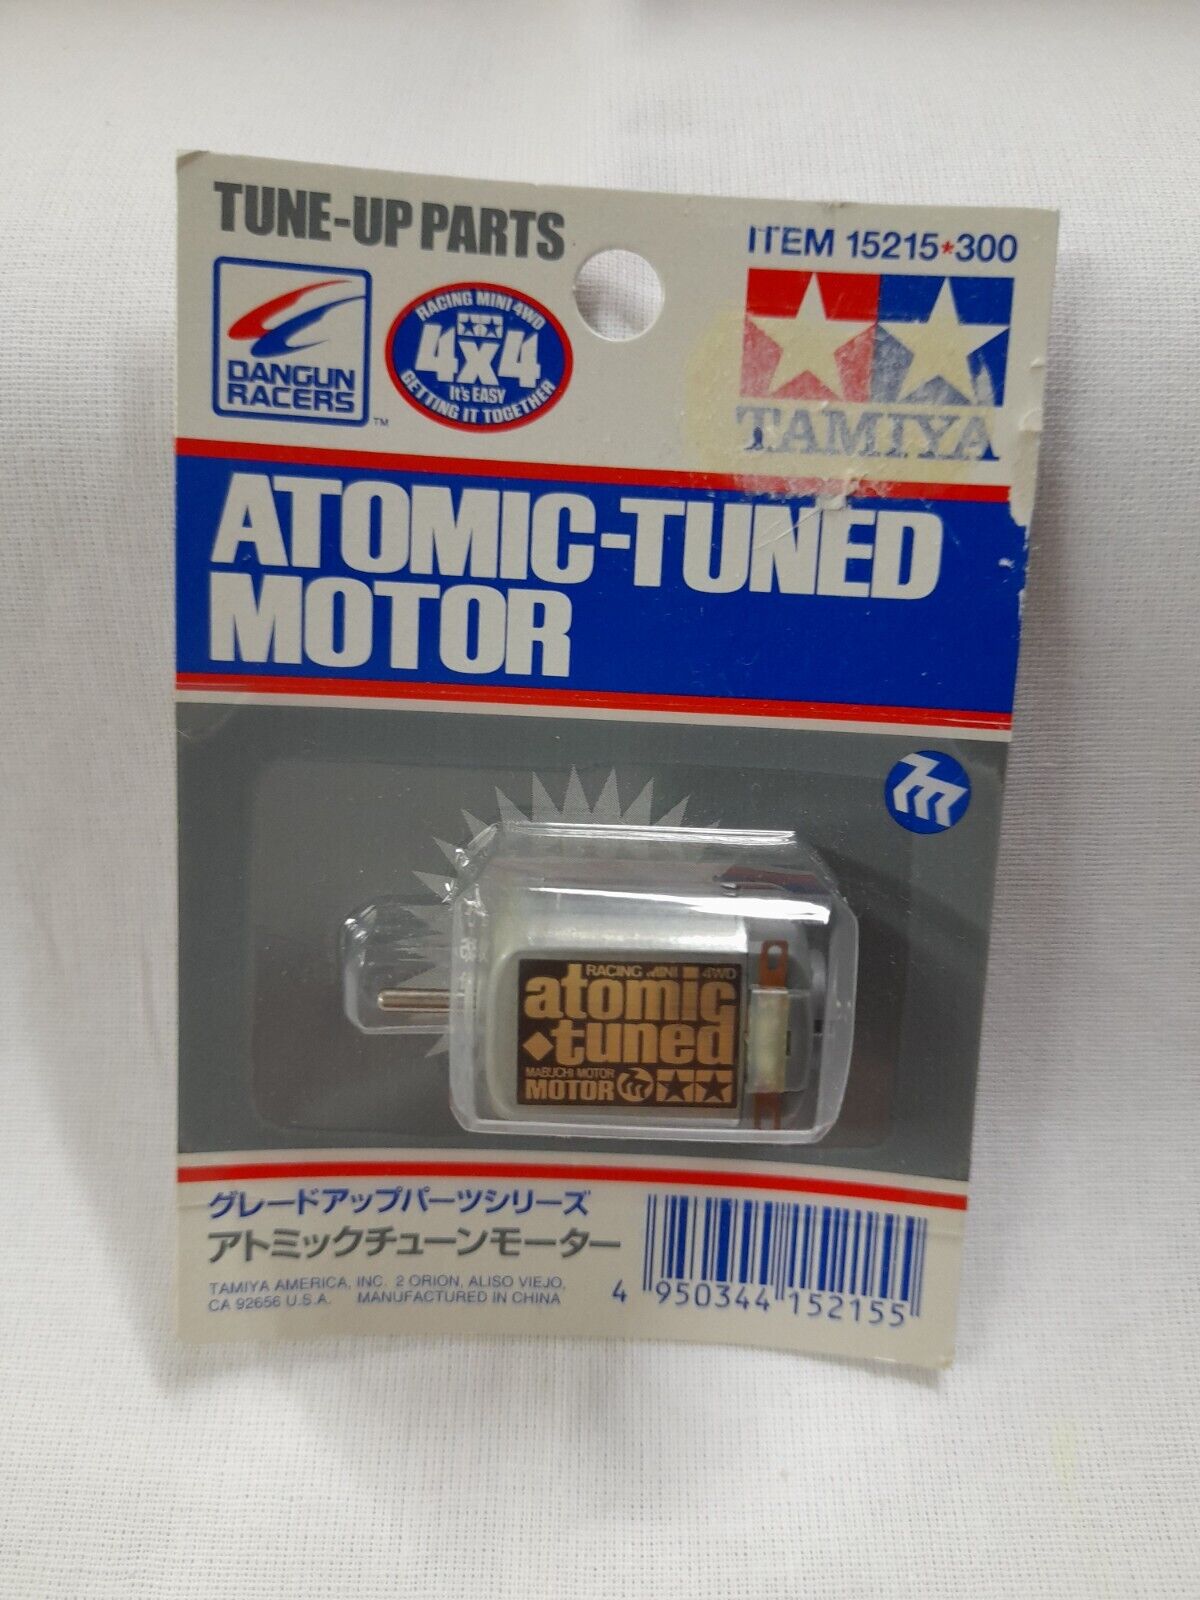 TUNE-UP PARTS
ITEM 15215*300
DANGUN
RACERS
™
RACING MINI 4WD
4x4
It's EASY
GETTING IT TOGETHER
TAMIYA
ATOMIC-TUNED
MOTOR
RACING MINI 4WD
atomic
tuned
MABUCHI MOTOR
MOTOR
グレードアップパーツシリーズ
アトミックチューンモーター
TAMIYA AMERICA, INC. 2 ORION, ALISO VIEJO,
CA 92656 U.S.A. MANUFACTURED IN CHINA
4 950344 152155